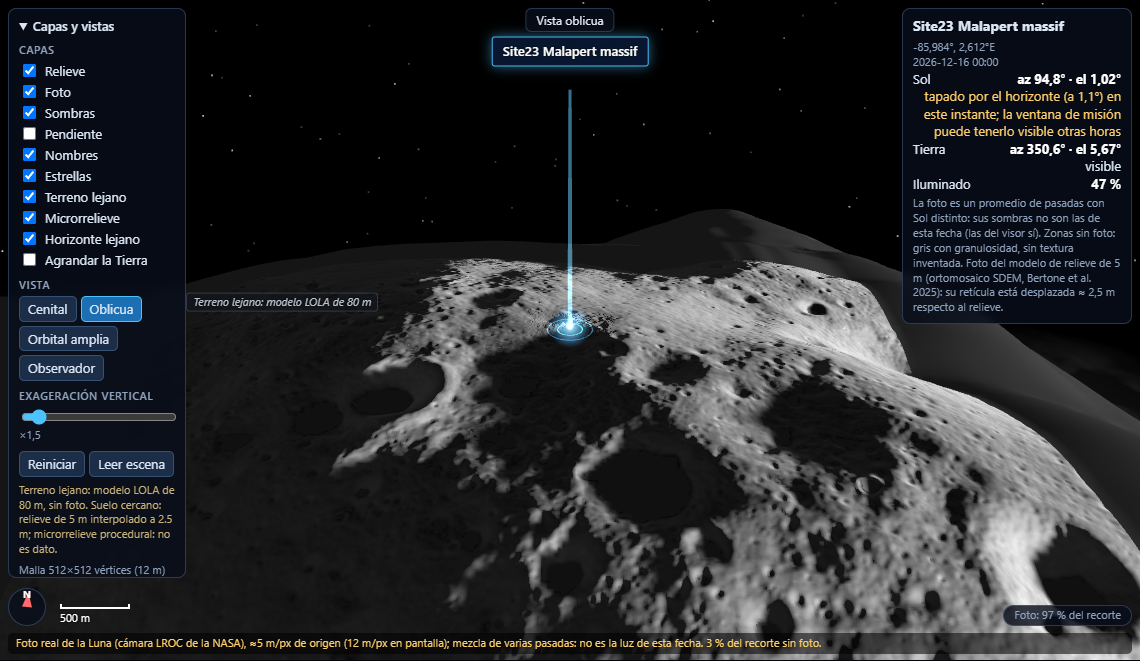 ▼ Capas y vistas
CAPAS
Relieve
Foto
Sombras
Pendiente
Nombres
Estrellas
Terreno lejano
Microrrelieve
Horizonte lejano
Agrandar la Tierra
VISTA
Cenital
Oblicua
Orbital amplia
Observador
EXAGERACIÓN VERTICAL
×1,5
Reiniciar
Leer escena
Terreno lejano: modelo LOLA de
80 m, sin foto. Suelo cercano:
relieve de 5 m interpolado a 2.5
m; microrrelieve procedural: no
es dato.
Malla 512×512 vértices (12 m)
N
500 m
Vista oblicua
Site23 Malapert massif
Terreno lejano: modelo LOLA de 80 m
Site23 Malapert massif
-85,984°, 2,612°E
2026-12-16 00:00
Sol az 94,8° · el 1,02°
tapado por el horizonte (a 1,1°) en
este instante; la ventana de misión
puede tenerlo visible otras horas
Tierra az 350,6° · el 5,67°
visible
Iluminado 47 %
La foto es un promedio de pasadas con
Sol distinto: sus sombras no son las de
esta fecha (las del visor sí). Zonas sin foto:
gris con granulosidad, sin textura
inventada. Foto del modelo de relieve de 5
m (ortomosaico SDEM, Bertone et al.
2025): su retícula está desplazada ≈ 2,5 m
respecto al relieve.
Foto: 97 % del recorte
Foto real de la Luna (cámara LROC de la NASA), ≈5 m/px de origen (12 m/px en pantalla); mezcla de varias pasadas: no es la luz de esta fecha. 3 % del recorte sin foto.